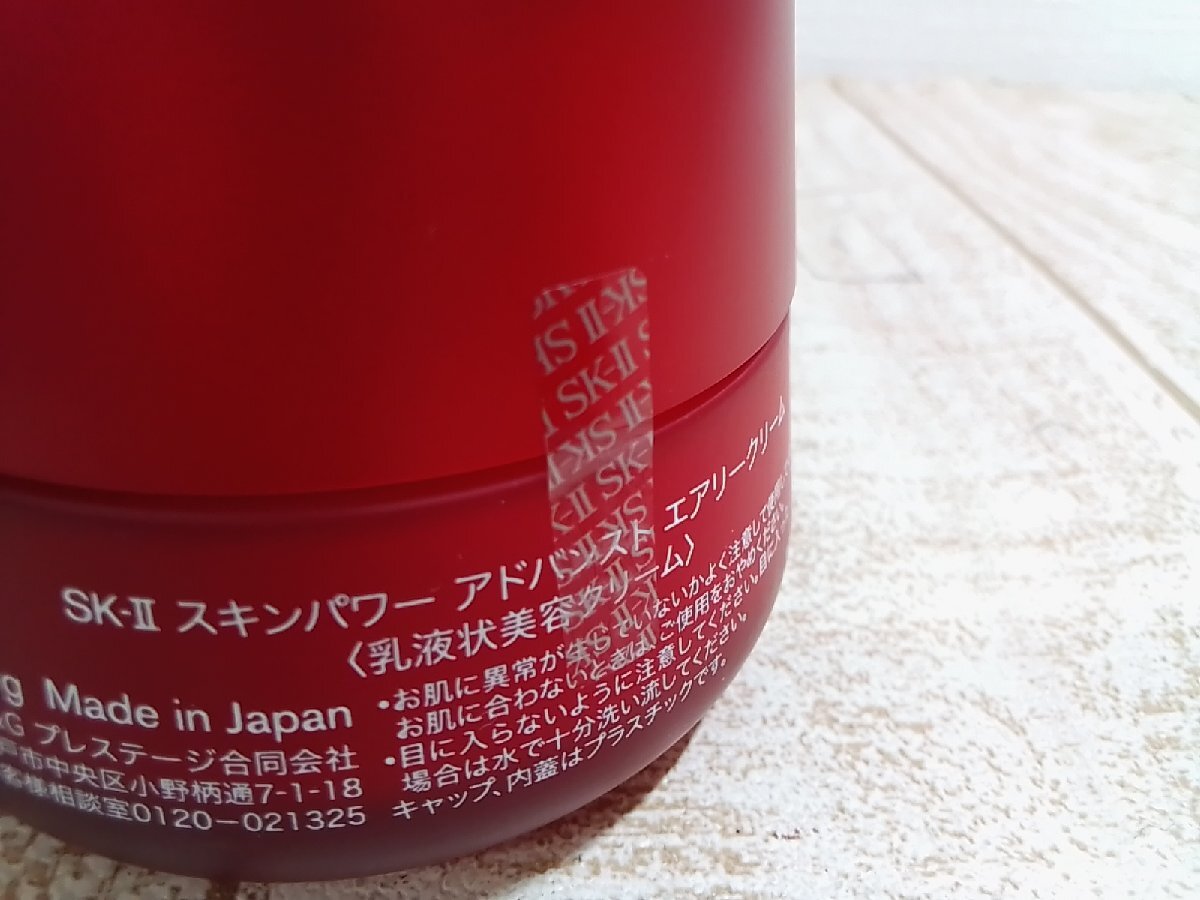 SK-II
SK-II スキンパワー アドバンスト エアリークリーム
〈乳液状美容クリーム〉
g Made in Japan
G プレステージ合同会社
戸市中央区小野柄通7-1-18
様相談室0120-021325
・お肌に異常が生じていないかよく注意して使用
お肌に合わないときは、ご使用をおやめください。
・目に入らないように注意してください。目に入
場合は水で十分洗い流してください。
キャップ、内蓋はプラスチックです。